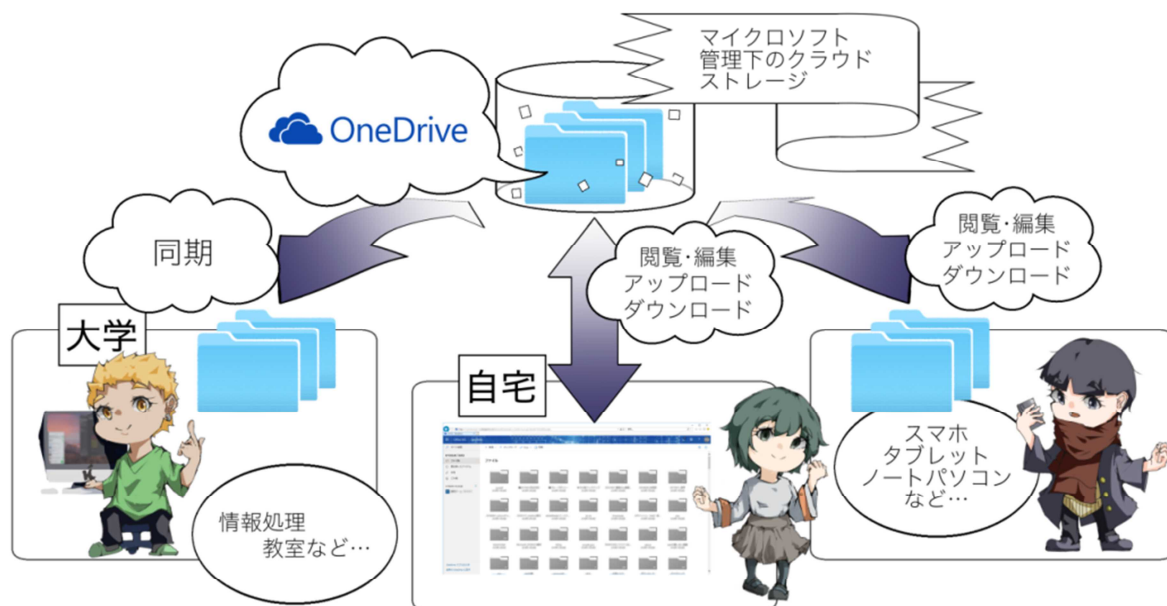 マイクロソフト
管理下のクラウド
ストレージ
OneDrive
同期
閲覧･編集
アップロード
ダウンロード
閲覧･編集
アップロード
ダウンロード
大学
情報処理
教室など…
自宅
スマホ
タブレット
ノートパソコン
など…